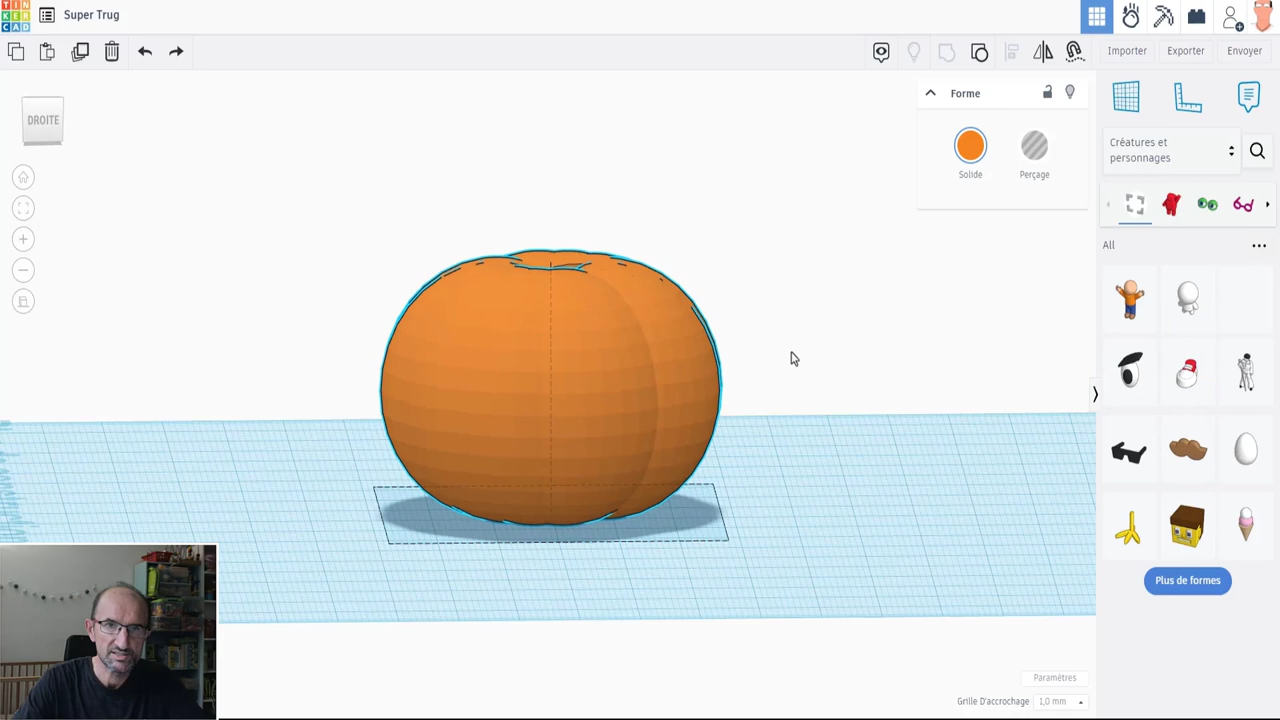 TIN
KER
CAD
Super Trug
Importer
Exporter
Envoyer
DROITE
Forme
Solide
Perçage
Créatures et
personnages
All
Plus de formes
Paramètres
Grille D'accrochage
1,0 mm